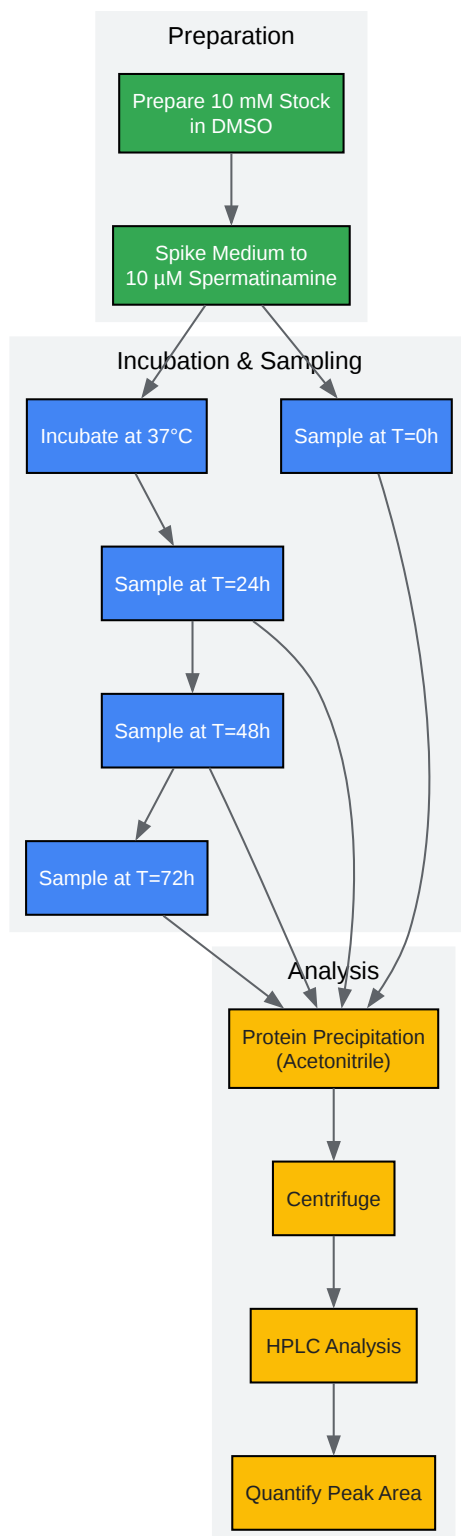 Preparation
Prepare 10 mM Stock
in DMSO
Spike Medium to
10 µM Spermatinamine
Incubation & Sampling
Incubate at 37°C
Sample at T=0h
Sample at T=24h
Sample at T=48h
Sample at T=72h
Analysis
Protein Precipitation
(Acetonitrile)
Centrifuge
HPLC Analysis
Quantify Peak Area